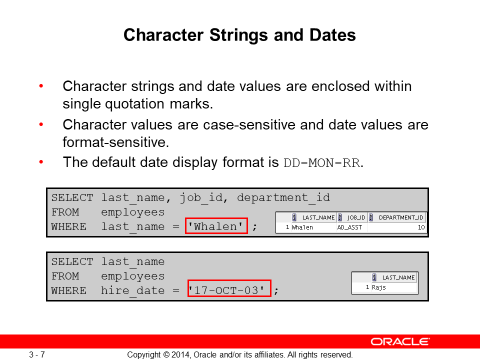 Character Strings and Dates
• Character strings and date values are enclosed within
single quotation marks.
• Character values are case-sensitive and date values are
format-sensitive.
• The default date display format is DD-MON-RR.
SELECT last_name, job_id, department_id
FROM employees
WHERE last_name = 'Whalen' ;
1 LAST_NAME 2 JOB_ID 3 DEPARTMENT_ID
1 Whalen AD_ASST 10
SELECT last_name
FROM employees
WHERE hire_date = '17-OCT-03' ;
1 LAST_NAME
1 Rajs
ORACLE
3 - 7 Copyright © 2014, Oracle and/or its affiliates. All rights reserved.